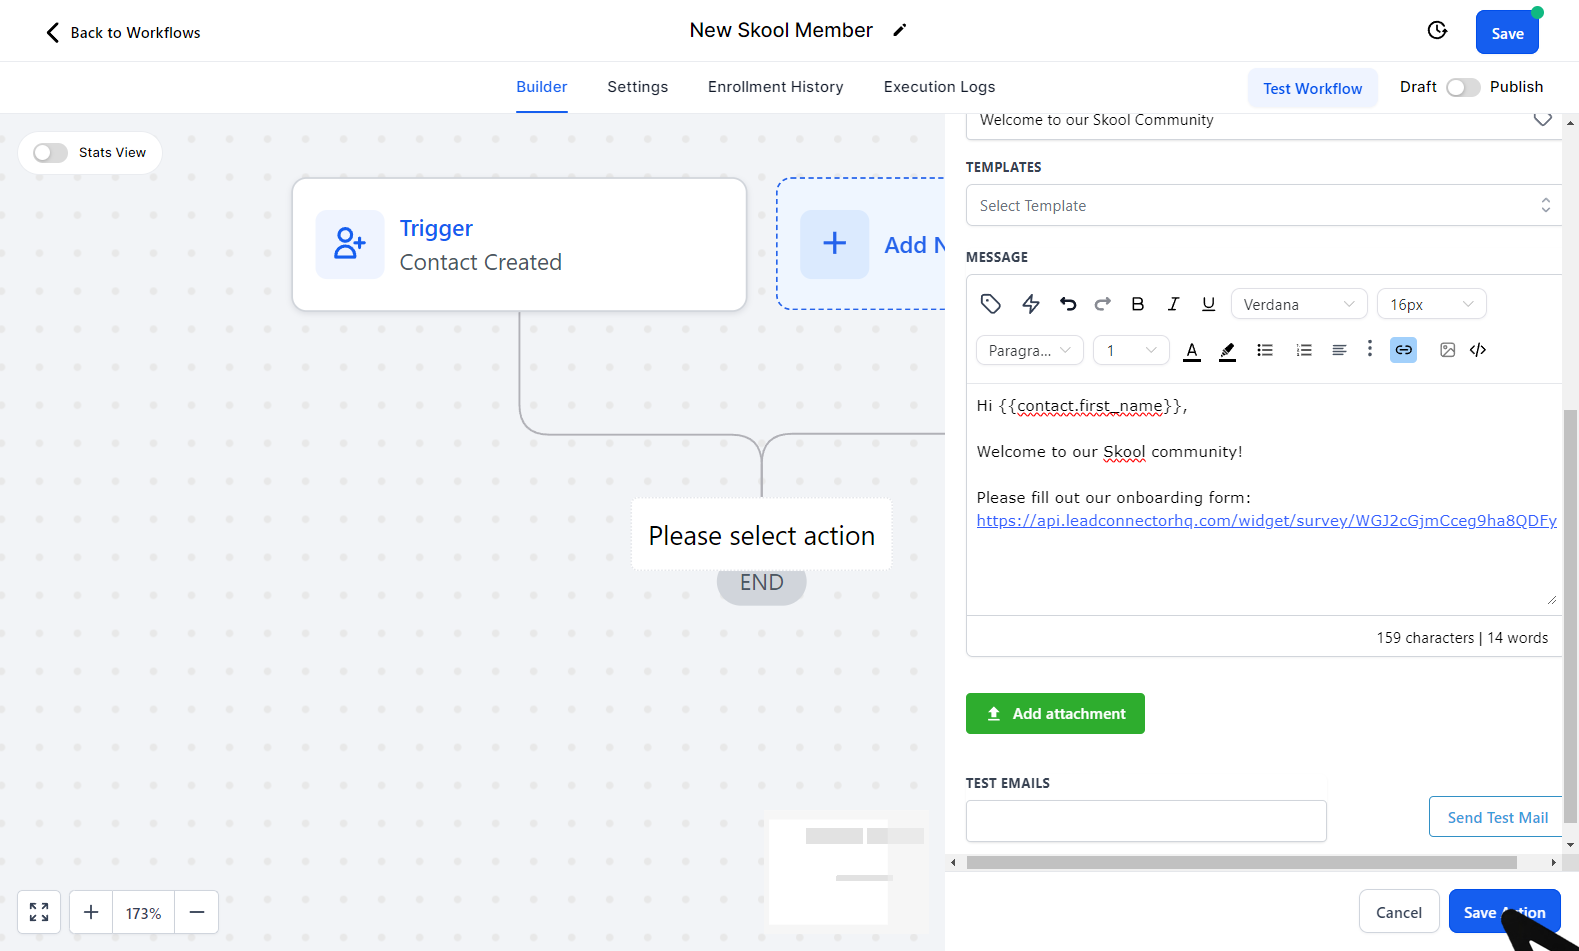 Back to Workflows
New Skool Member
Save
Builder
Settings
Enrollment History
Execution Logs
Test Workflow
Draft
Publish
Stats View
Trigger
Contact Created
Add N
Please select action
END
173%
Welcome to our Skool Community
TEMPLATES
Select Template
MESSAGE
B I U Verdana 16px
Paragra... 1 A
Hi {{contact.first_name}},
Welcome to our Skool community!
Please fill out our onboarding form:
https://api.leadconnectorhq.com/widget/survey/WGJ2cGjmCceg9ha8QDFy
159 characters | 14 words
Add attachment
TEST EMAILS
Send Test Mail
Cancel
Save Action